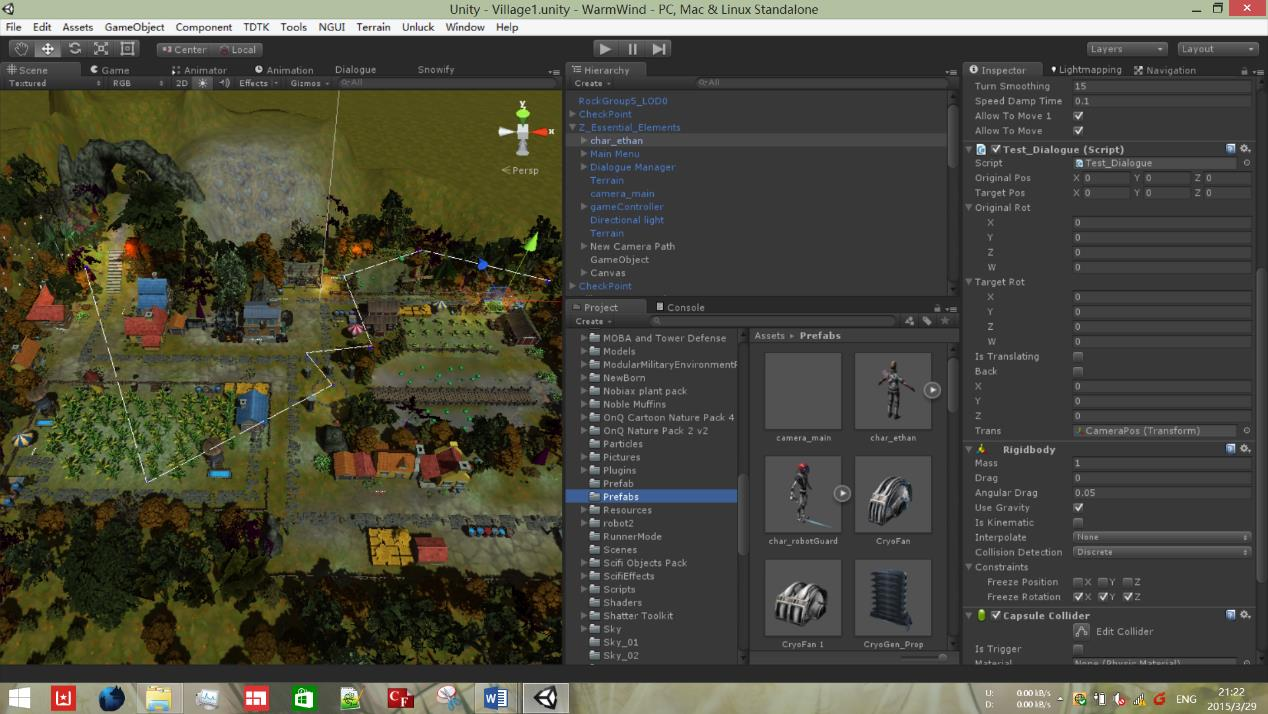 Unity - Village1.unity - WarmWind - PC, Mac & Linux Standalone
File Edit Assets GameObject Component TDTK Tools NGUI Terrain Unluck Window Help
Center Local Layers Layout
Scene Game Animator Animation Dialogue Snowify
Textured RGB 2D Effects Gizmos All
y
x
Persp
Hierarchy
Create All
RockGroup5_LOD0
CheckPoint
Z_Essential_Elements
char_ethan
Main Menu
Dialogue Manager
Terrain
camera_main
gameController
Directional light
Terrain
New Camera Path
GameObject
Canvas
CheckPoint
Project Console
Create
MOBA and Tower Defense
Models
ModularMilitaryEnvironment
NewBorn
Nobiax plant pack
Noble Muffins
OnQ Cartoon Nature Pack 4
OnQ Nature Pack 2 v2
Particles
Pictures
Plugins
Prefab
Prefabs
Resources
robot2
RunnerMode
Scenes
Scifi Objects Pack
ScifiEffects
Scripts
Shaders
Shatter Toolkit
Sky
Sky_01
Sky_02
Assets Prefabs
camera_main char_ethan
char_robotGuard CryoFan
CryoFan 1 CryoGen_Prop
Inspector Lightmapping Navigation
Turn Smoothing 15
Speed Damp Time 0.1
Allow To Move 1
Allow To Move
Test_Dialogue (Script)
Script Test_Dialogue
Original Pos X 0 Y 0 Z 0
Target Pos X 0 Y 0 Z 0
Original Rot
X 0
Y 0
Z 0
W 0
Target Rot
X 0
Y 0
Z 0
W 0
Is Translating
Back
X 0
Y 0
Z 0
Trans CameraPos (Transform)
Rigidbody
Mass 1
Drag 0
Angular Drag 0.05
Use Gravity
Is Kinematic
Interpolate None
Collision Detection Discrete
Constraints
Freeze Position X Y Z
Freeze Rotation X Y Z
Capsule Collider
Edit Collider
Is Trigger
Material None (Physic Material)
U: 0.00 kB/s
D: 0.00 kB/s
ENG
21:22
2015/3/29